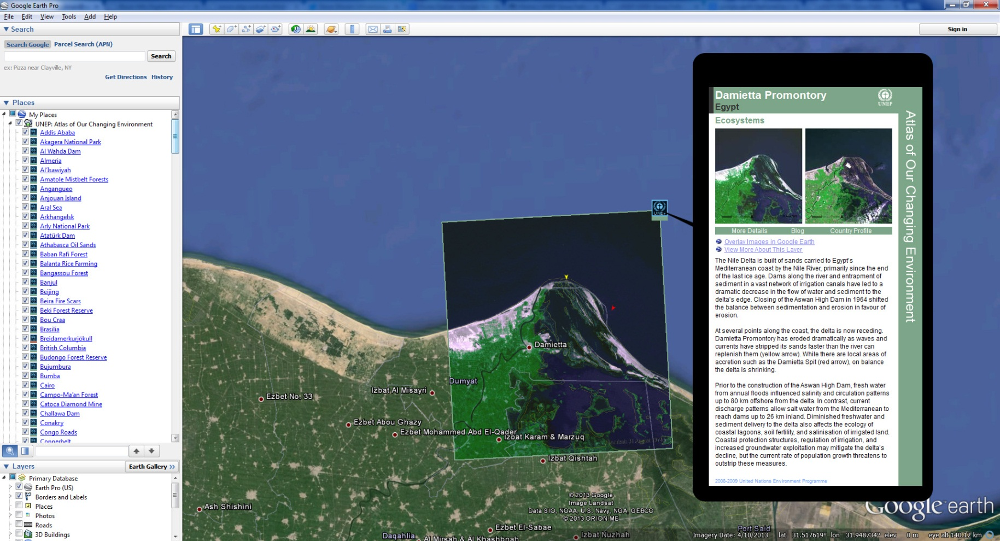 Google Earth Pro
File Edit View Tools Add Help
Search
Search Google Parcel Search (APN)
Search
ex: Pizza near Clayville, NY
Get Directions History
Places
My Places
UNEP: Atlas of Our Changing Environment
Addis Ababa
Akagera National Park
Al Wahda Dam
Almeria
Al'Isawiyah
Amatole Mistbelt Forests
Angangueo
Anjouan Island
Aral Sea
Arkhangelsk
Arly National Park
Atatürk Dam
Athabasca Oil Sands
Baban Rafi Forest
Balanta Rice Farming
Bangassou Forest
Banjul
Beijing
Beira Fire Scars
Beki Forest Reserve
Bou Craa
Brasilia
Breidamerkurjökull
British Columbia
Budongo Forest Reserve
Bujumbura
Bumba
Cairo
Campo-Ma'an Forest
Catoca Diamond Mine
Challawa Dam
Conakry
Congo Roads
Copperbelt
Layers
Earth Gallery »
Primary Database
Earth Pro (US)
Borders and Labels
Places
Photos
Roads
3D Buildings
Sign in
UNEP
Damietta
Dumyat
Izbat Al Misayri
Ezbet No. 33
Ezbet Abou Ghazy
Ezbet Mohammed Abd El-Qader
Izbat Karam & Marzuq
Landsat: 31 August 197
Izbat Qishtah
Ash Shishini
© 2013 Google
Image Landsat
Data SIO, NOAA, U.S. Navy, NGA, GEBCO
© 2013 ORION-ME
Ezbet El-Sabae
Daqahlia
Al Mirsah & Al Khashbnah
Izbat Nuzhah
Port Said
Damietta Promontory
Egypt
UNEP
Atlas of Our Changing Environment
Ecosystems
More Details Blog Country Profile
Overlay Images in Google Earth
View More About This Layer
The Nile Delta is built of sands carried to Egypt's
Mediterranean coast by the Nile River, primarily since the end
of the last ice age. Dams along the river and entrapment of
sediment in a vast network of irrigation canals have led to a
dramatic decrease in the flow of water and sediment to the
delta's edge. Closing of the Aswan High Dam in 1964 shifted
the balance between sedimentation and erosion in favour of
erosion.
At several points along the coast, the delta is now receding.
Damietta Promontory has eroded dramatically as waves and
currents have stripped its sands faster than the river can
replenish them (yellow arrow). While there are local areas of
accretion such as the Damietta Spit (red arrow), on balance
the delta is shrinking.
Prior to the construction of the Aswan High Dam, fresh water
from annual floods influenced salinity and circulation patterns
up to 80 km offshore from the delta. In contrast, current
discharge patterns allow salt water from the Mediterranean to
reach dams up to 26 km inland. Diminished freshwater and
sediment delivery to the delta also affects the ecology of
coastal lagoons, soil fertility, and salinisation of irrigated land.
Coastal protection structures, regulation of irrigation, and
increased groundwater exploitation may mitigate the delta's
decline, but the current rate of population growth threatens to
outstrip these measures.
2008-2009 United Nations Environment Programme
Google earth
Imagery Date: 4/10/2013 lat 31.517619° lon 31.948734° elev 0 m eye alt 140.12 km